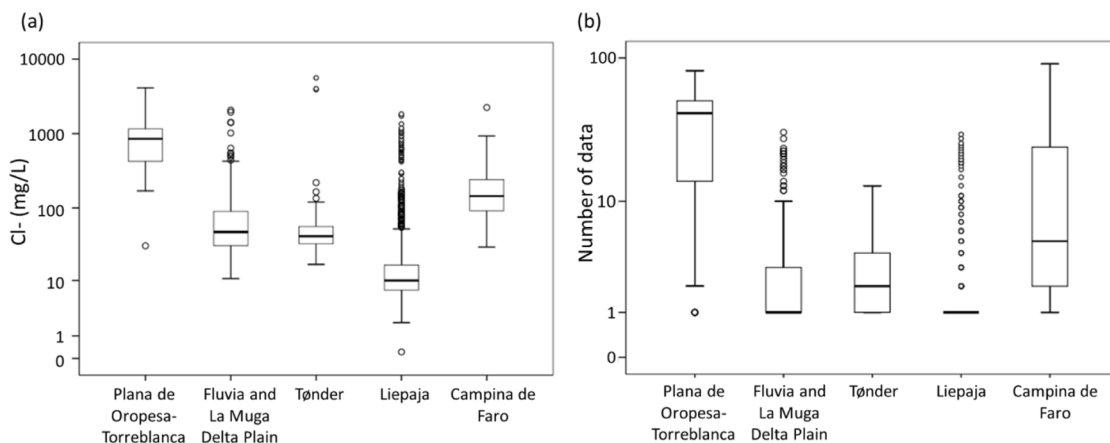 (a)
10000
1000
100
10
1
0
Cl- (mg/L)
Plana de
Oropesa-
Torreblanca
Fluvia and
La Muga
Delta Plain
Tønder
Liepaja
Campina de
Faro
(b)
100
10
1
0
Number of data
Plana de
Oropesa-
Torreblanca
Fluvia and
La Muga
Delta Plain
Tønder
Liepaja
Campina de
Faro